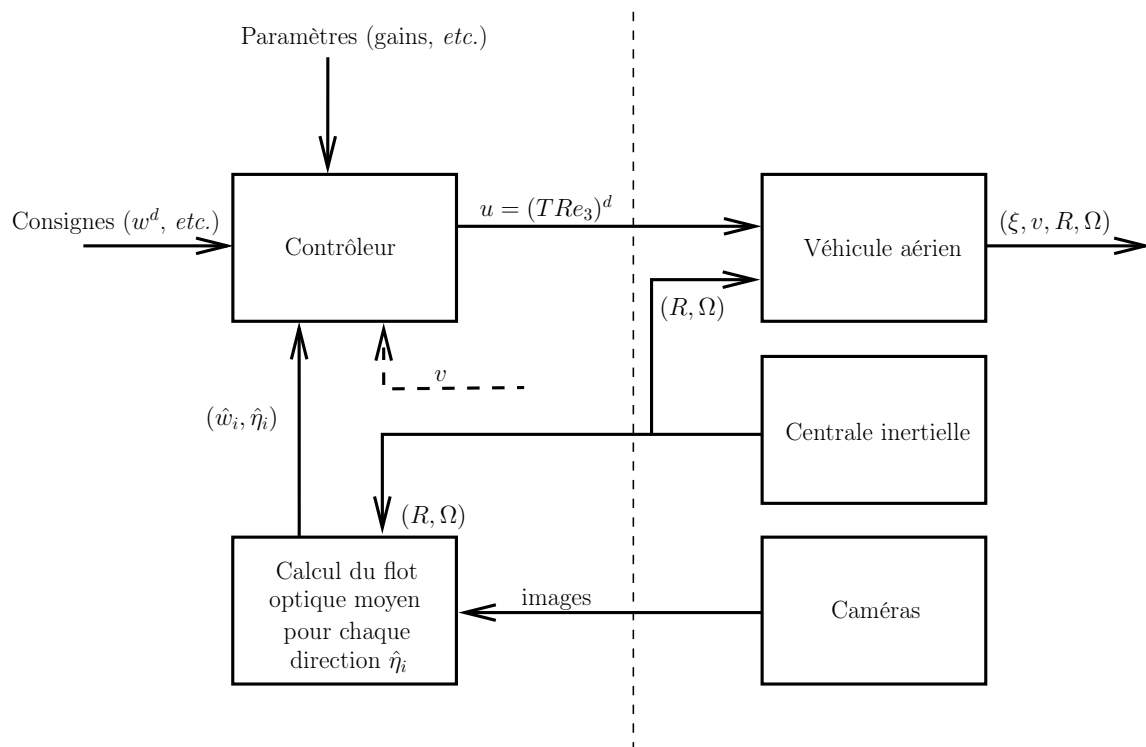 Paramètres (gains, etc.)
Consignes (w^d, etc.)
Contrôleur
u = (TRe_3)^d
Véhicule aérien
(ξ, v, R, Ω)
(R, Ω)
v
(ŵ_i, η̂_i)
Centrale inertielle
(R, Ω)
Calcul du flot
optique moyen
pour chaque
direction η̂_i
images
Caméras